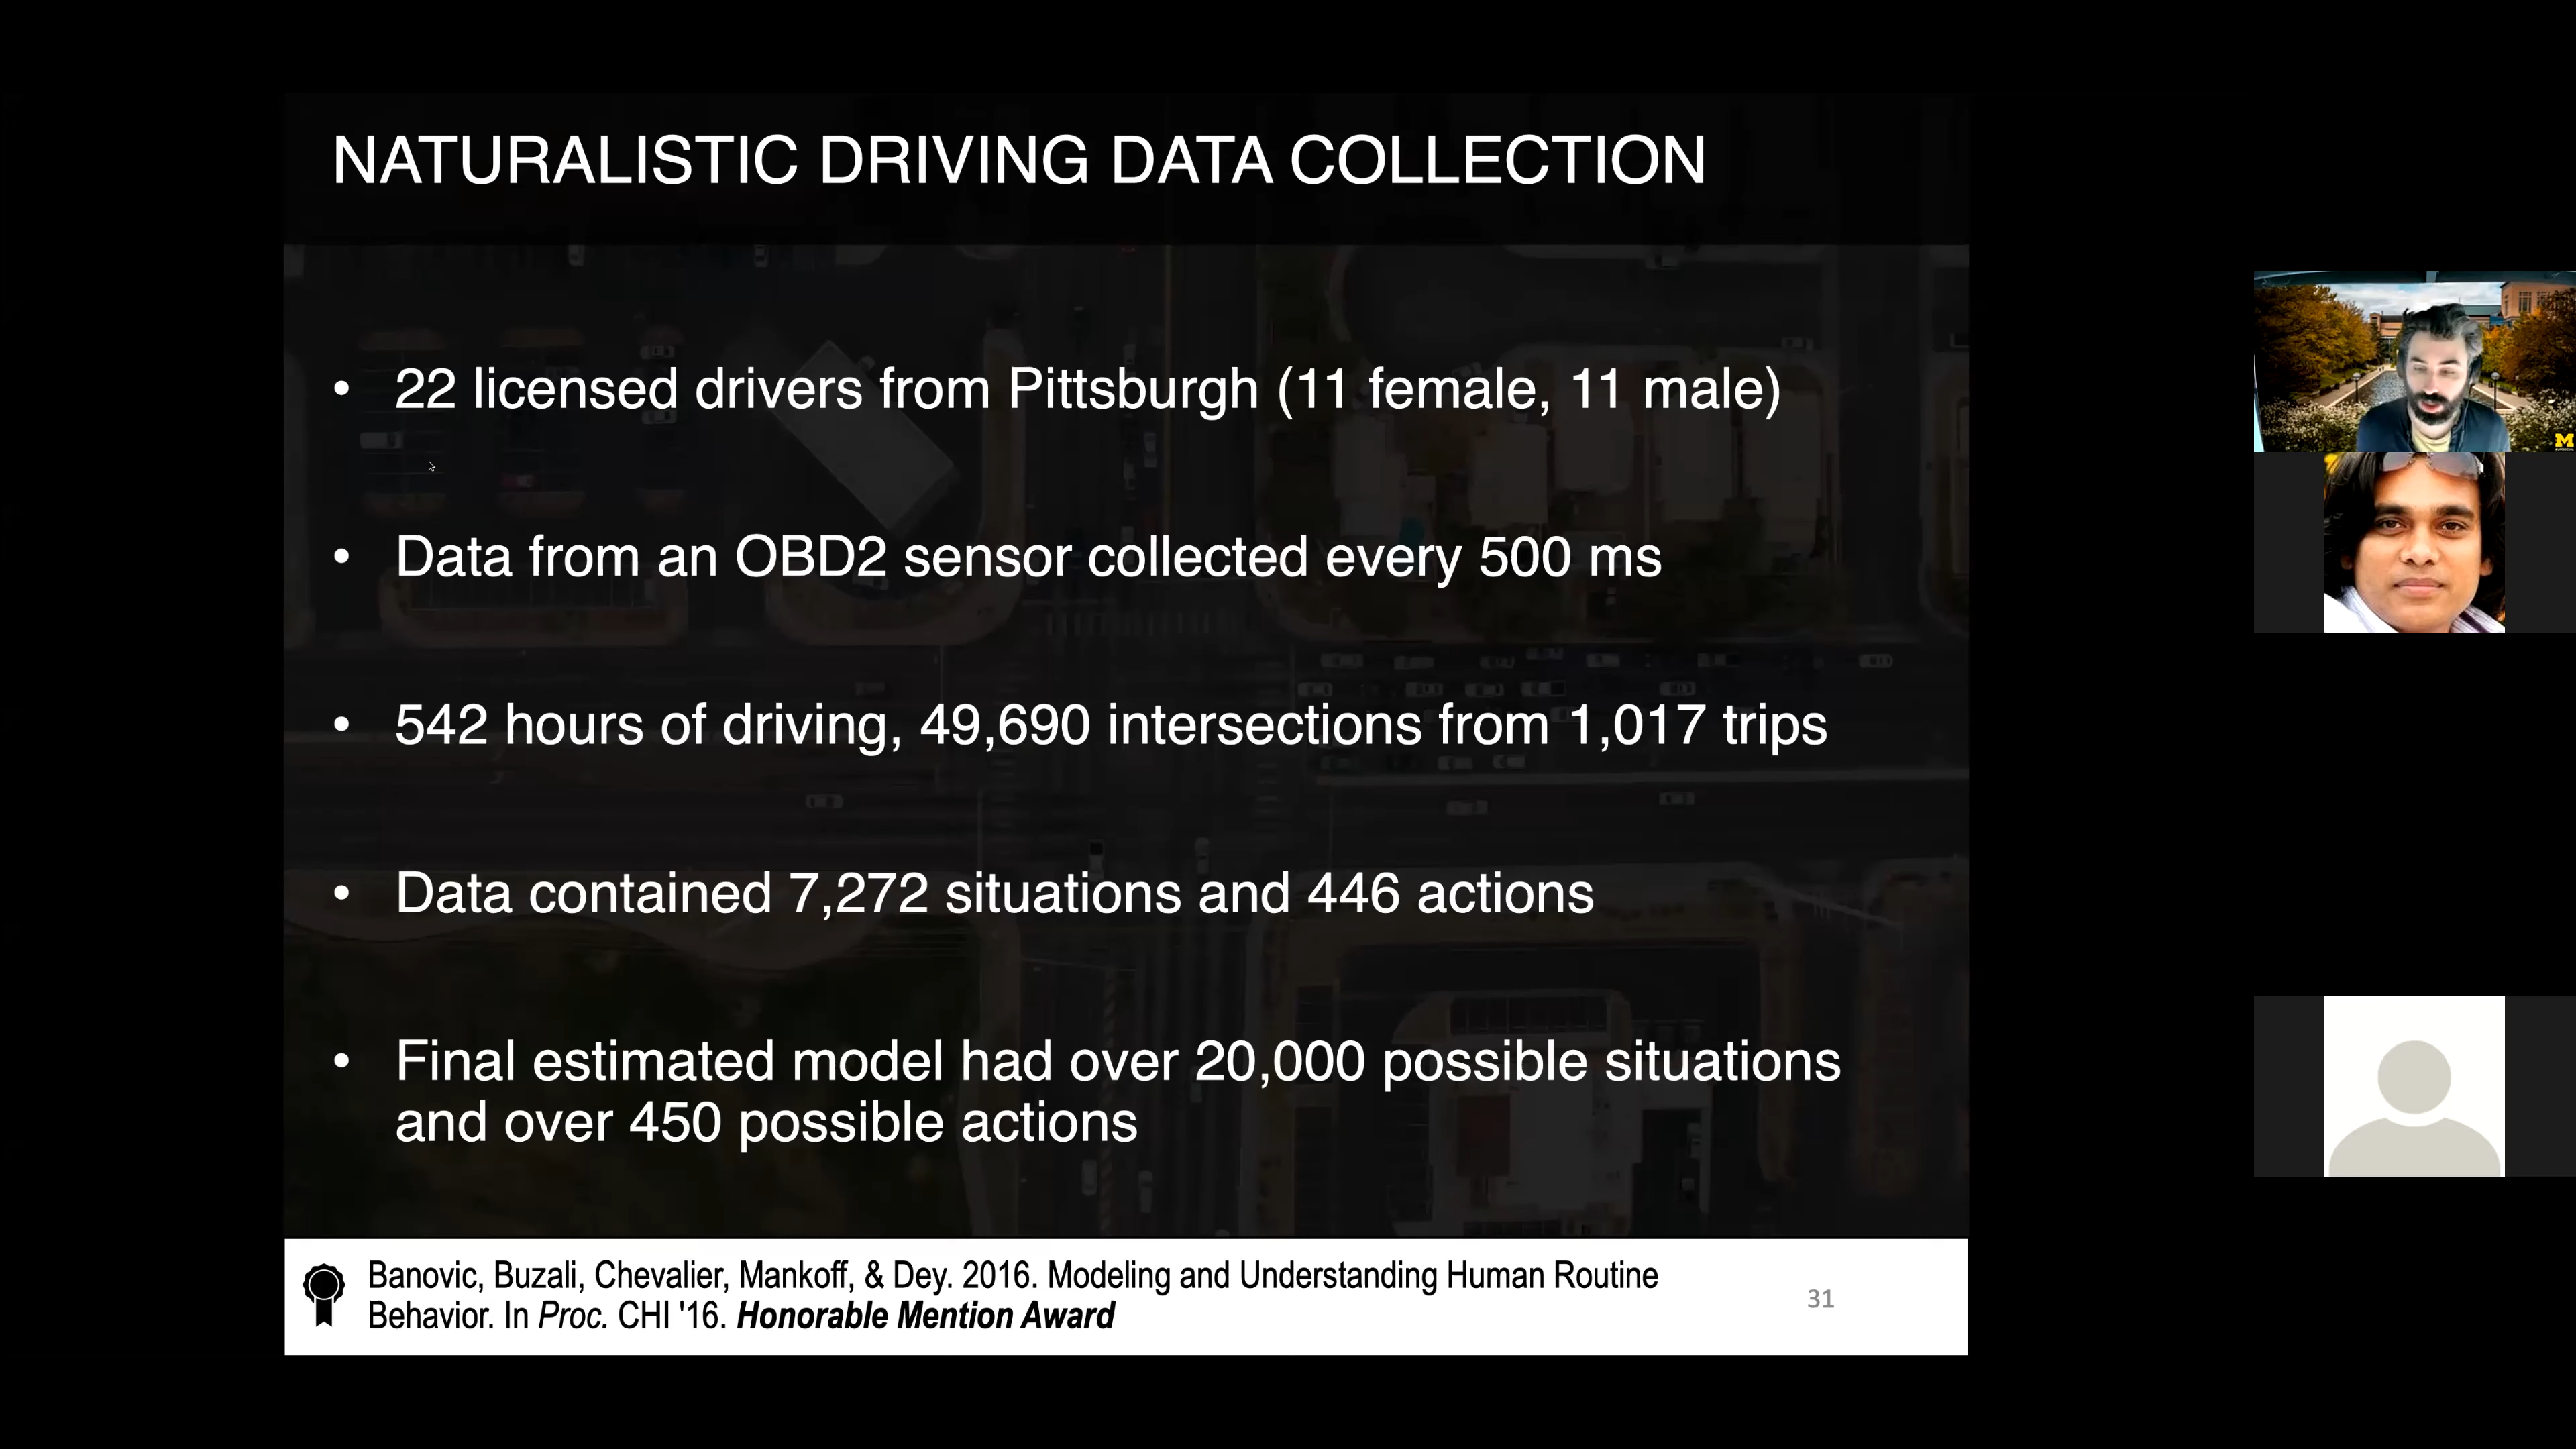 NATURALISTIC DRIVING DATA COLLECTION
• 22 licensed drivers from Pittsburgh (11 female, 11 male)
• Data from an OBD2 sensor collected every 500 ms
• 542 hours of driving, 49,690 intersections from 1,017 trips
• Data contained 7,272 situations and 446 actions
• Final estimated model had over 20,000 possible situations
and over 450 possible actions
Banovic, Buzali, Chevalier, Mankoff, & Dey. 2016. Modeling and Understanding Human Routine
Behavior. In Proc. CHI '16. Honorable Mention Award
31
M